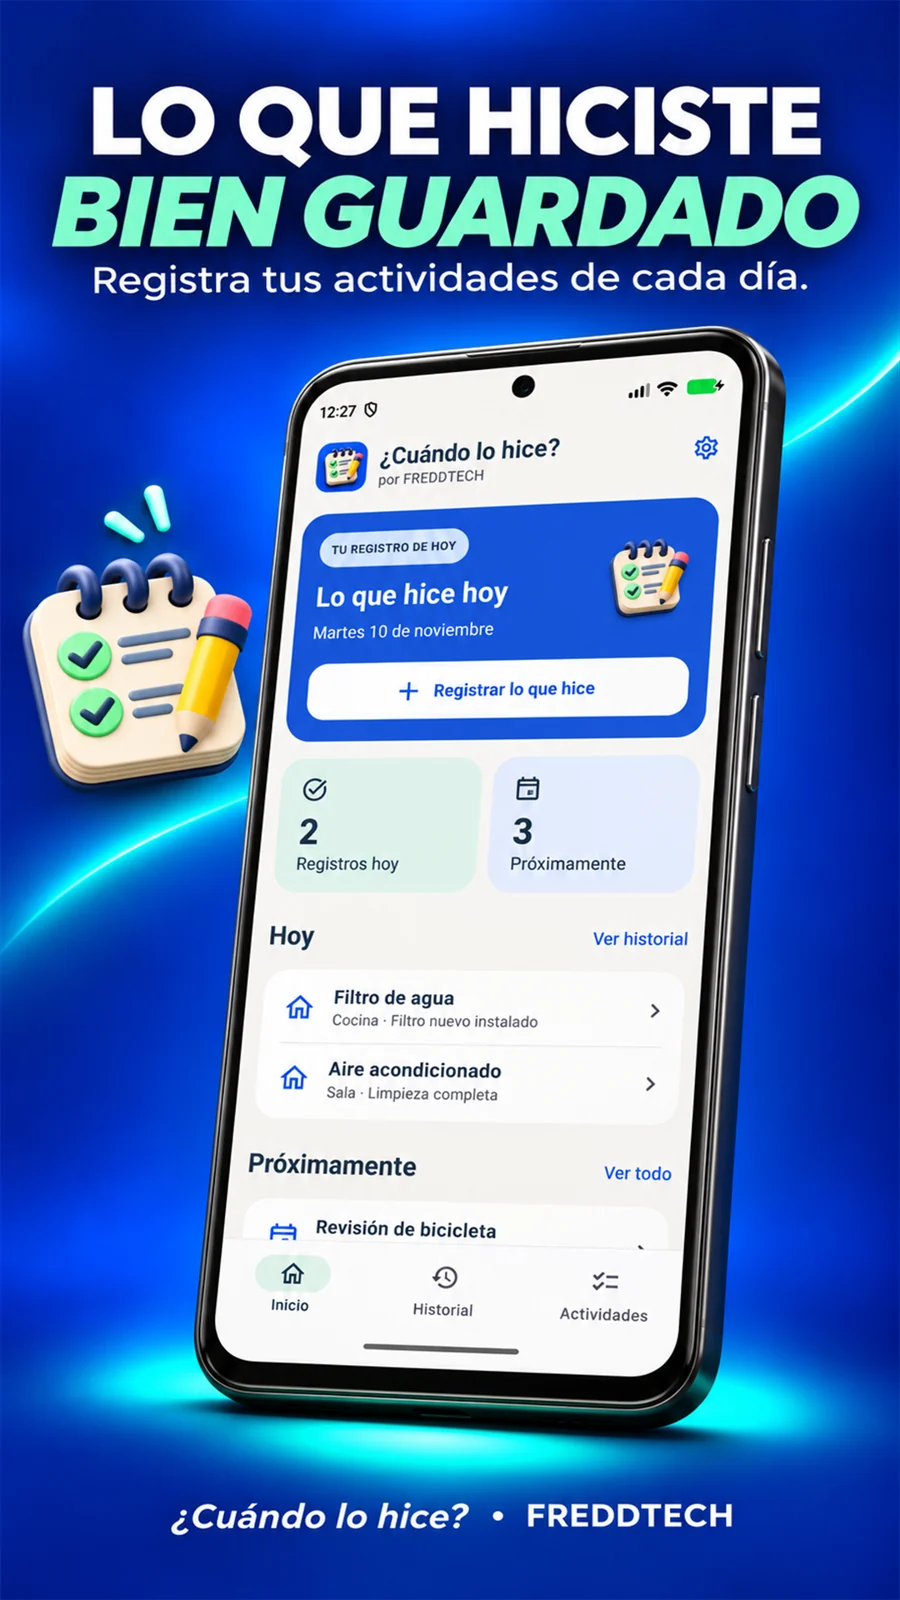 LO QUE HICISTE
BIEN GUARDADO
Registra tus actividades de cada día.
12:27
¿Cuándo lo hice?
por FREDDTECH
TU REGISTRO DE HOY
Lo que hice hoy
Martes 10 de noviembre
+ Registrar lo que hice
2
Registros hoy
3
Próximamente
Hoy
Ver historial
Filtro de agua
Cocina · Filtro nuevo instalado
Aire acondicionado
Sala · Limpieza completa
Próximamente
Ver todo
Revisión de bicicleta
Inicio
Historial
Actividades
¿Cuándo lo hice? • FREDDTECH